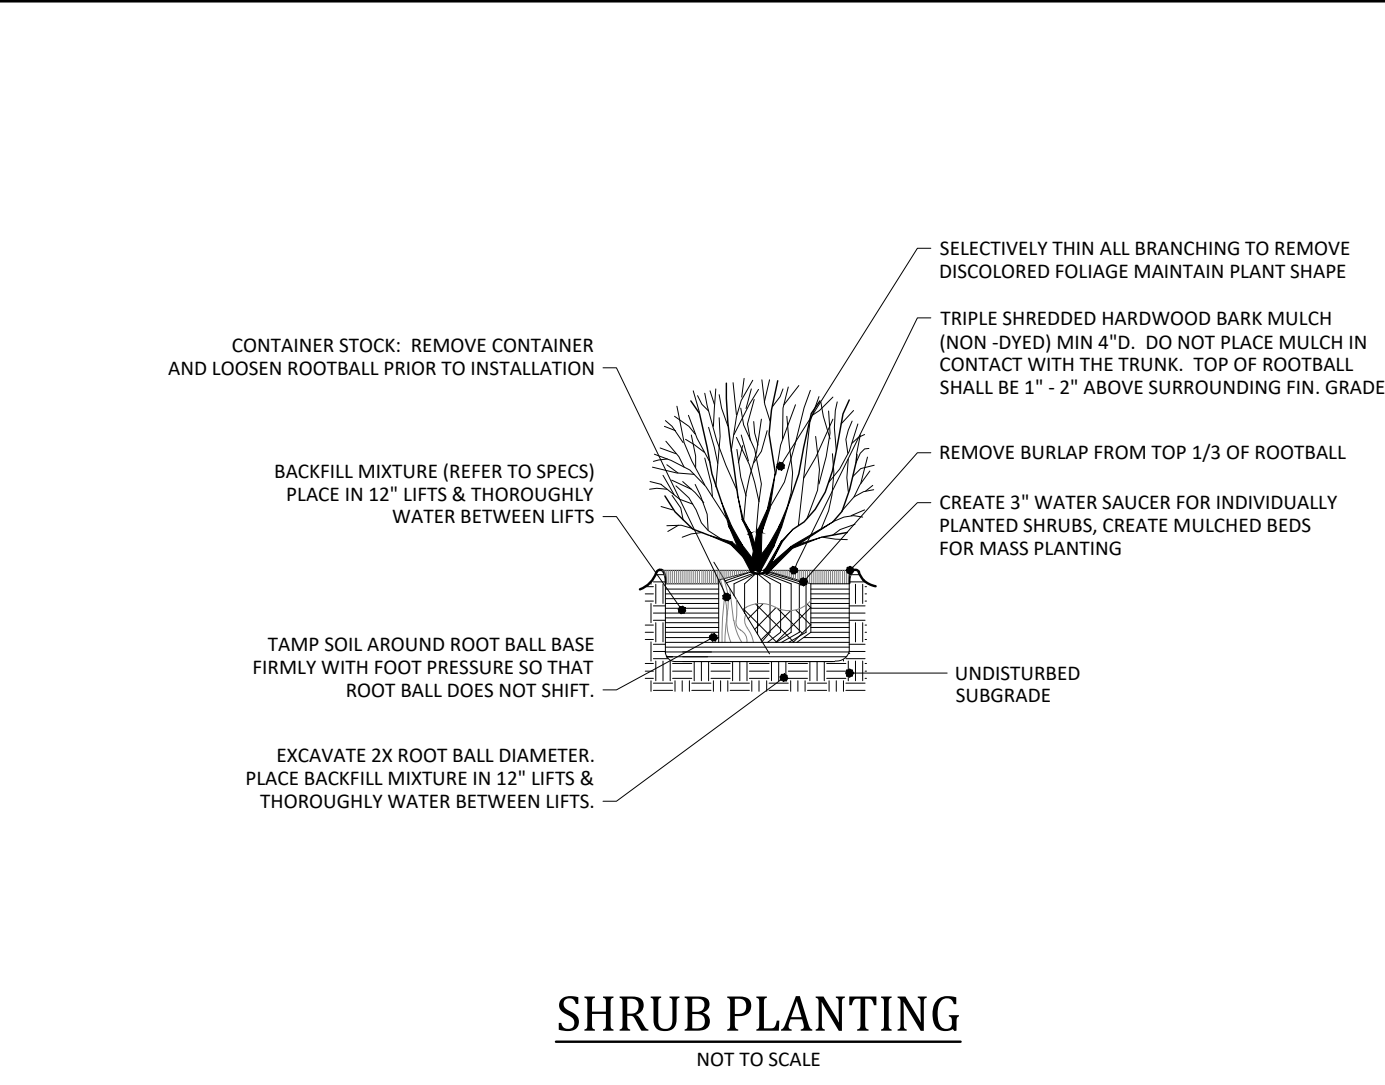 SELECTIVELY THIN ALL BRANCHING TO REMOVE
DISCOLORED FOLIAGE MAINTAIN PLANT SHAPE
TRIPLE SHREDDED HARDWOOD BARK MULCH
(NON -DYED) MIN 4"D.  DO NOT PLACE MULCH IN
CONTACT WITH THE TRUNK.  TOP OF ROOTBALL
SHALL BE 1" - 2" ABOVE SURROUNDING FIN. GRADE
CONTAINER STOCK:  REMOVE CONTAINER
AND LOOSEN ROOTBALL PRIOR TO INSTALLATION
REMOVE BURLAP FROM TOP 1/3 OF ROOTBALL
BACKFILL MIXTURE (REFER TO SPECS)
PLACE IN 12" LIFTS & THOROUGHLY
WATER BETWEEN LIFTS
CREATE 3" WATER SAUCER FOR INDIVIDUALLY
PLANTED SHRUBS, CREATE MULCHED BEDS
FOR MASS PLANTING
TAMP SOIL AROUND ROOT BALL BASE
FIRMLY WITH FOOT PRESSURE SO THAT
ROOT BALL DOES NOT SHIFT.
UNDISTURBED
SUBGRADE
EXCAVATE 2X ROOT BALL DIAMETER.
PLACE BACKFILL MIXTURE IN 12" LIFTS &
THOROUGHLY WATER BETWEEN LIFTS.
SHRUB PLANTING
NOT TO SCALE